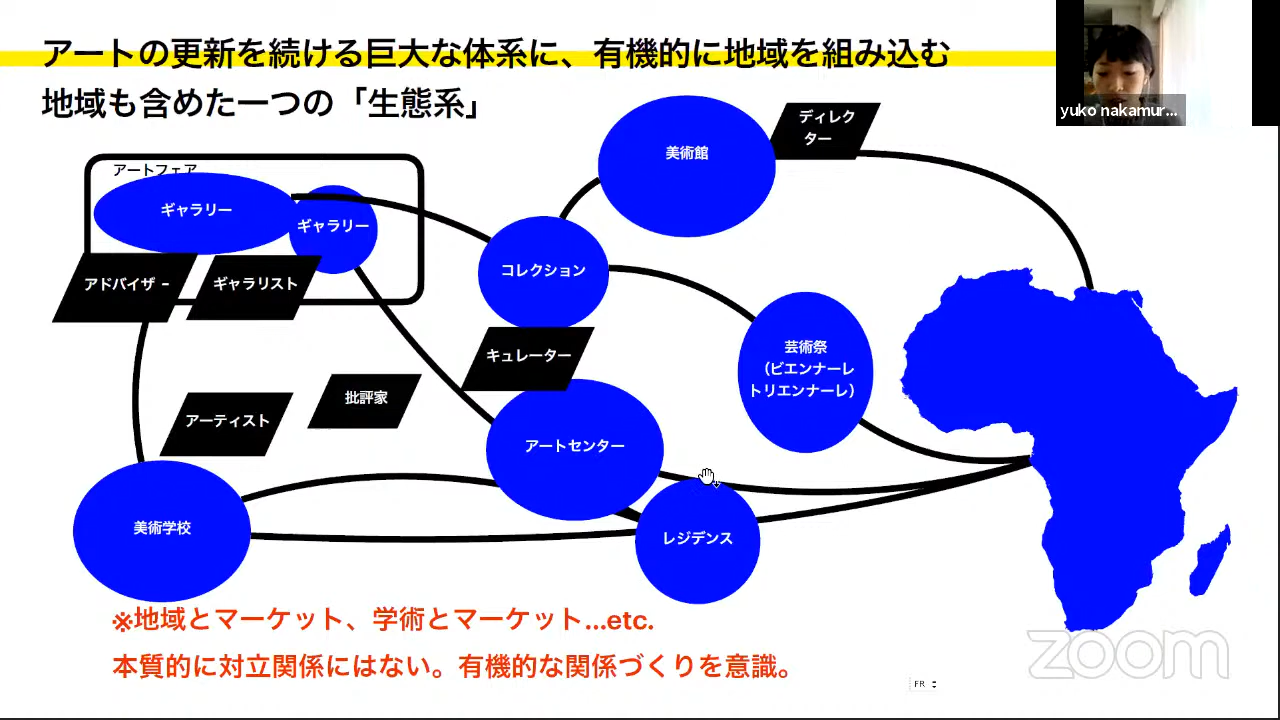 アートの更新を続ける巨大な体系に、有機的に地域を組み込む
地域も含めた一つの「生態系」
yuko nakamur...
ディレク
ター
美術館
アートフェア
ギャラリー
ギャラリー
コレクション
アドバイザ −
ギャラリスト
キュレーター
芸術祭
（ビエンナーレ
トリエンナーレ）
批評家
アーティスト
アートセンター
美術学校
レジデンス
※地域とマーケット、学術とマーケット...etc.
本質的に対立関係にはない。有機的な関係づくりを意識。
zoom
FR